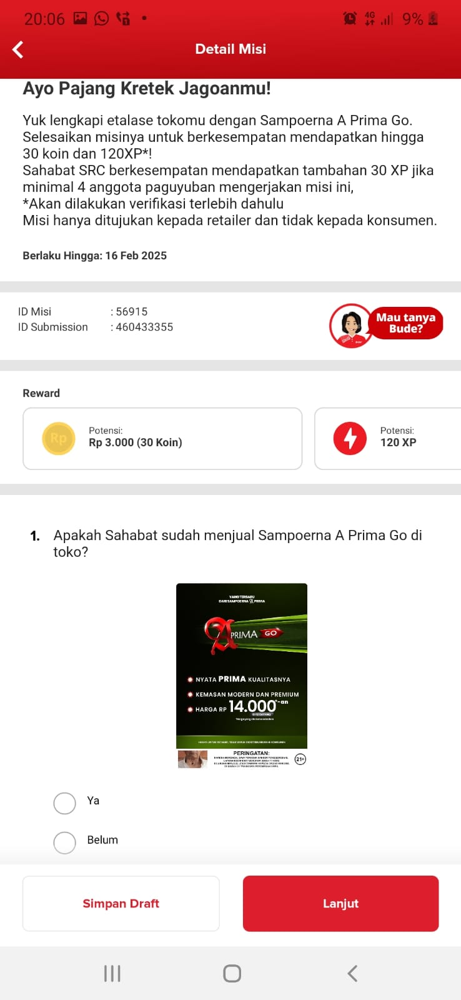 20:06
4G
9%
Detail Misi
Ayo Pajang Kretek Jagoanmu!
Yuk lengkapi etalase tokomu dengan Sampoerna A Prima Go.
Selesaikan misinya untuk berkesempatan mendapatkan hingga
30 koin dan 120XP*!
Sahabat SRC berkesempatan mendapatkan tambahan 30 XP jika
minimal 4 anggota paguyuban mengerjakan misi ini,
*Akan dilakukan verifikasi terlebih dahulu
Misi hanya ditujukan kepada retailer dan tidak kepada konsumen.
Berlaku Hingga: 16 Feb 2025
ID Misi : 56915
ID Submission : 460433355
Mau tanya
Bude?
Reward
Rp
Potensi:
Rp 3.000 (30 Koin)
Potensi:
120 XP
1. Apakah Sahabat sudah menjual Sampoerna A Prima Go di
toko?
YANG TERBARU
DARI SAMPOERNA A PRIMA
A PRIMA GO
NYATA PRIMA KUALITASNYA
KEMASAN MODERN DAN PREMIUM
HARGA RP 14.000*-an
PERINGATAN:
21+
Ya
Belum
Simpan Draft
Lanjut